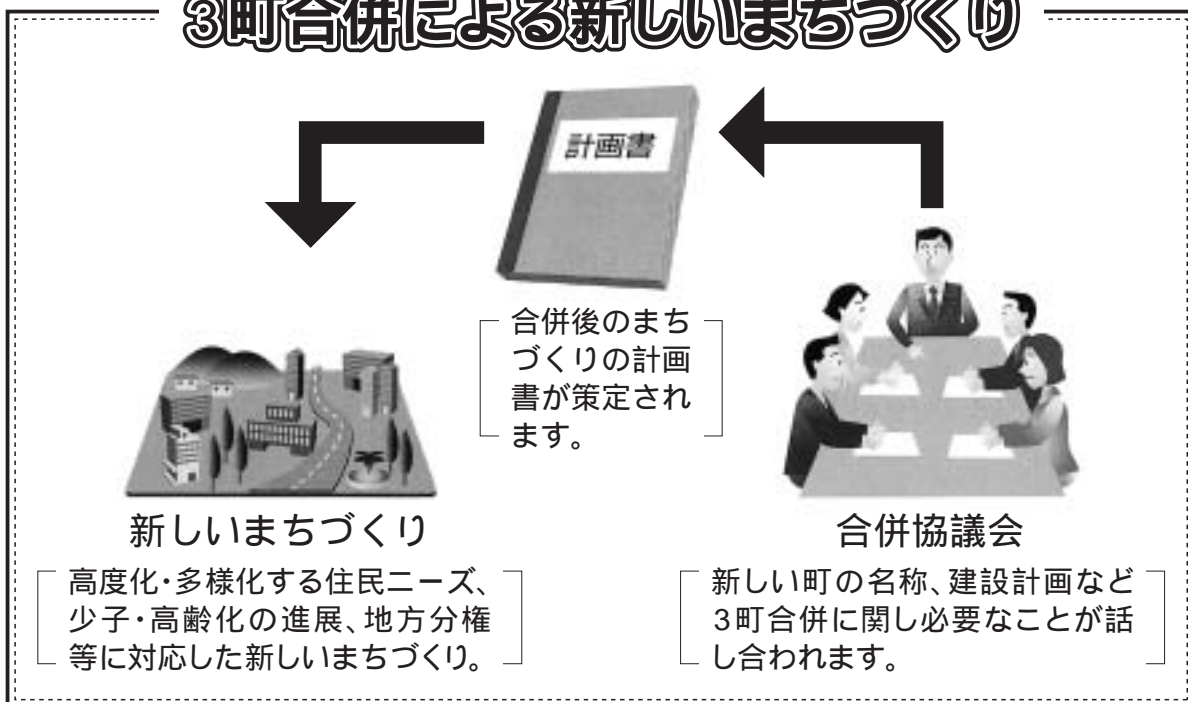 3町合併による新しいまちづくり
計画書
合併後のまち
づくりの計画
書が策定され
ます。
新しいまちづくり
高度化・多様化する住民ニーズ、
少子・高齢化の進展、地方分権
等に対応した新しいまちづくり。
合併協議会
新しい町の名称、建設計画など
3町合併に関し必要なことが話
し合われます。